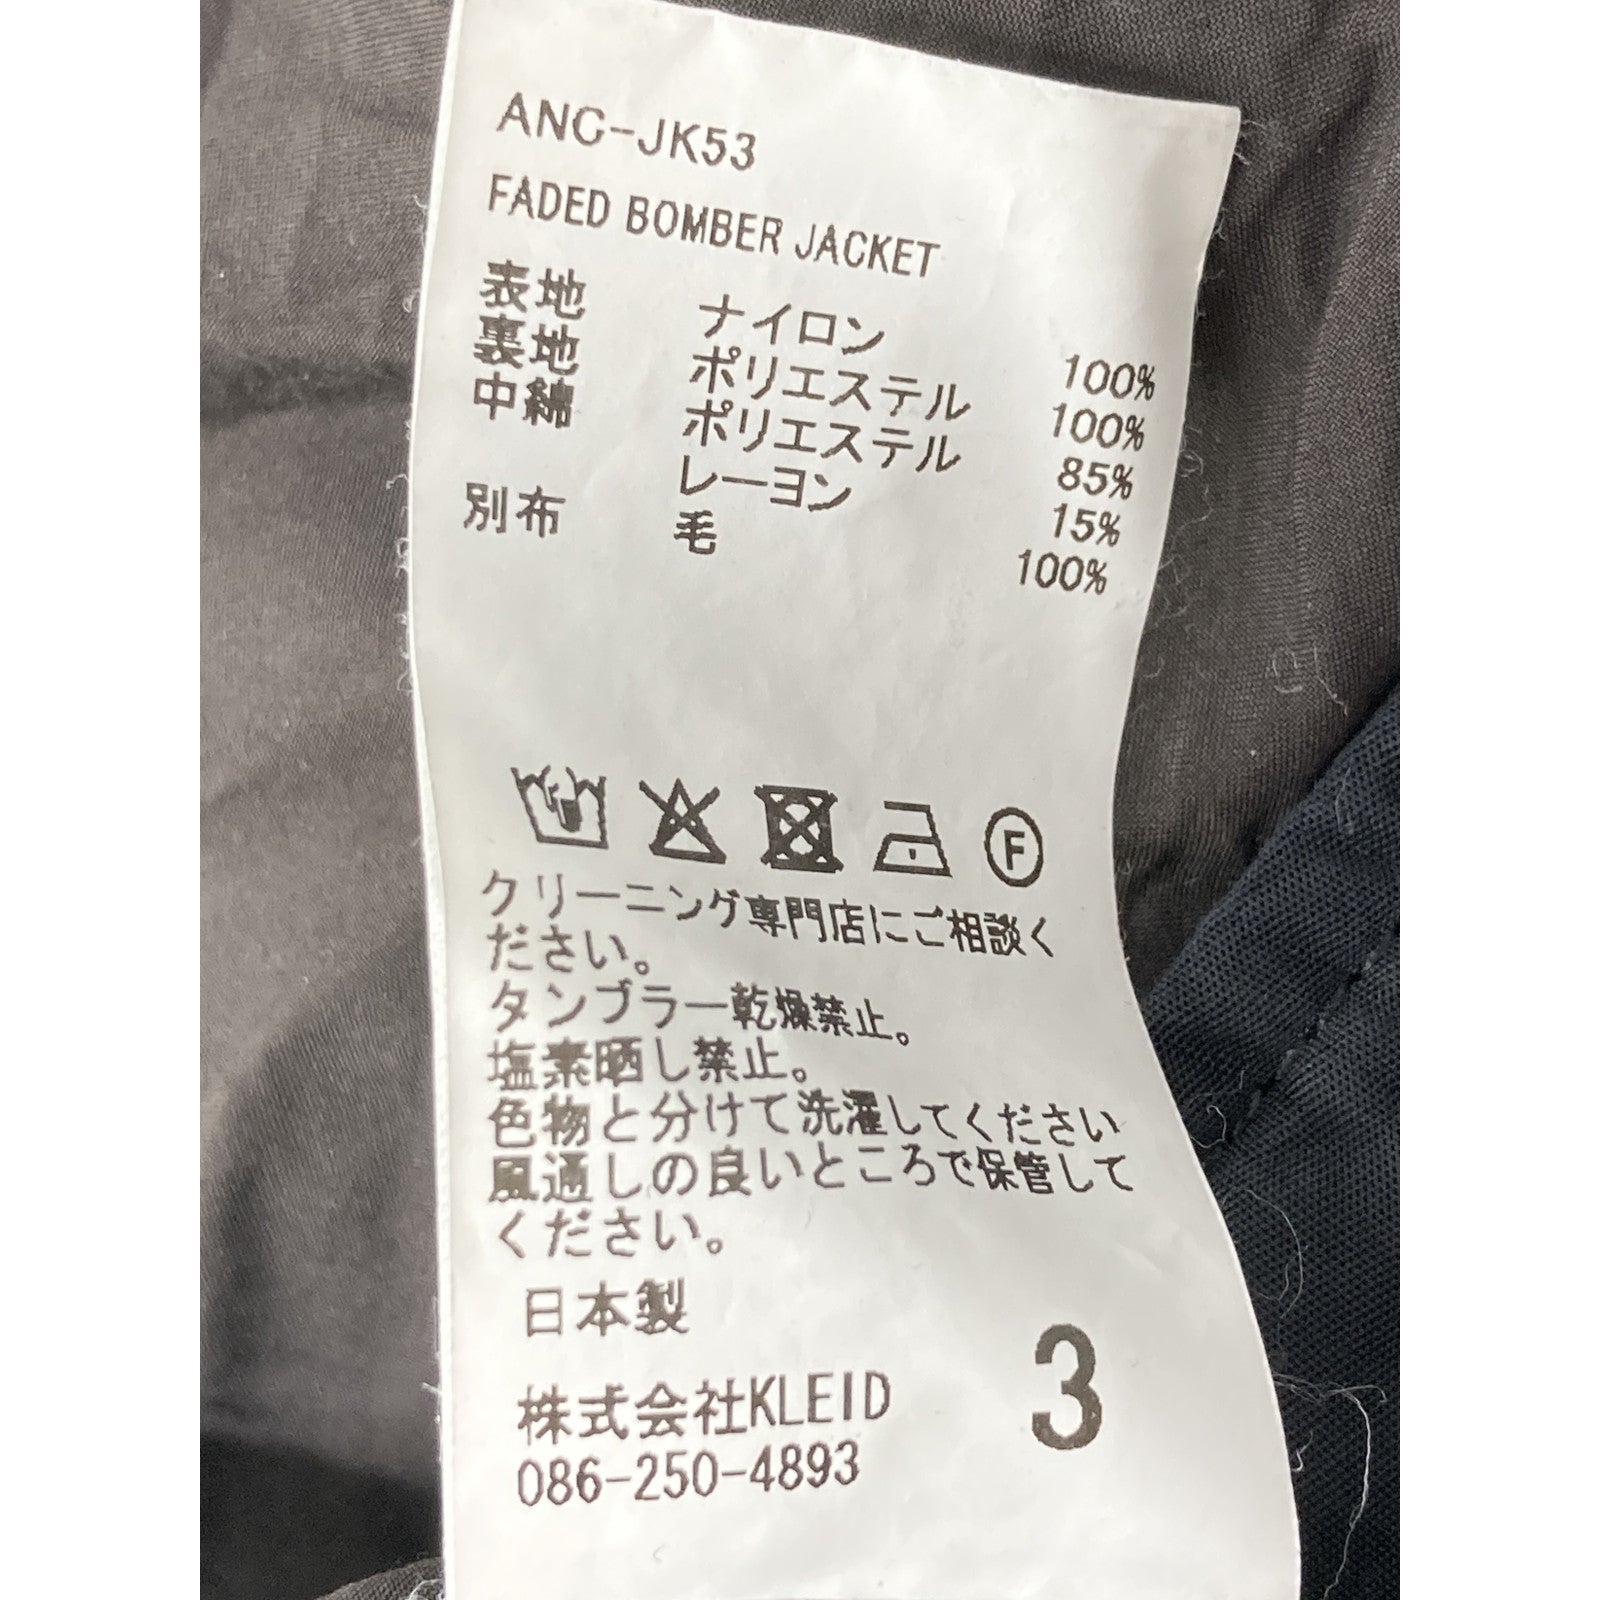 ANC-JK53
FADED BOMBER JACKET
表地 ナイロン 100%
裏地 ポリエステル 100%
中綿 ポリエステル 85%
レーヨン 15%
別布 毛 100%
F
クリーニング専門店にご相談く
ださい。
タンブラー乾燥禁止。
塩素晒し禁止。
色物と分けて洗濯してください
風通しの良いところで保管して
ください。
日本製
3
株式会社KLEID
086-250-4893